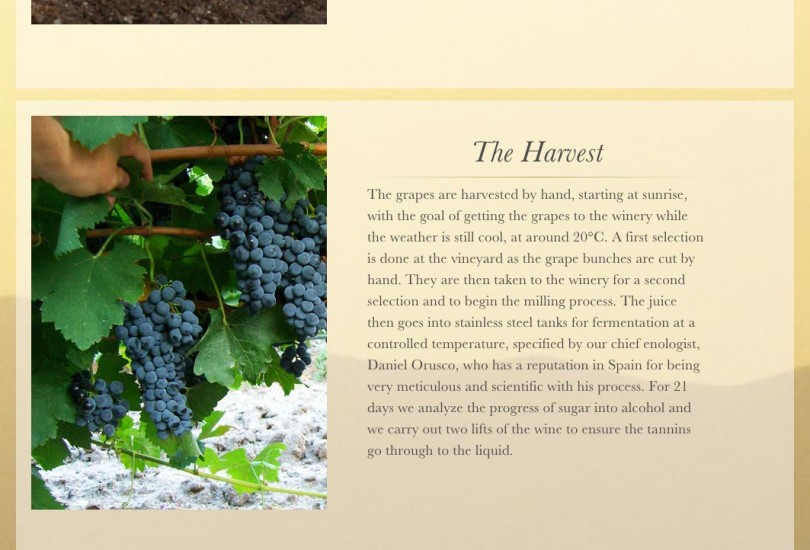 The Harvest
The grapes are harvested by hand, starting at sunrise,
with the goal of getting the grapes to the winery while
the weather is still cool, at around 20°C. A first selection
is done at the vineyard as the grape bunches are cut by
hand. They are then taken to the winery for a second
selection and to begin the milling process. The juice
then goes into stainless steel tanks for fermentation at a
controlled temperature, specified by our chief enologist,
Daniel Orusco, who has a reputation in Spain for being
very meticulous and scientific with his process. For 21
days we analyze the progress of sugar into alcohol and
we carry out two lifts of the wine to ensure the tannins
go through to the liquid.